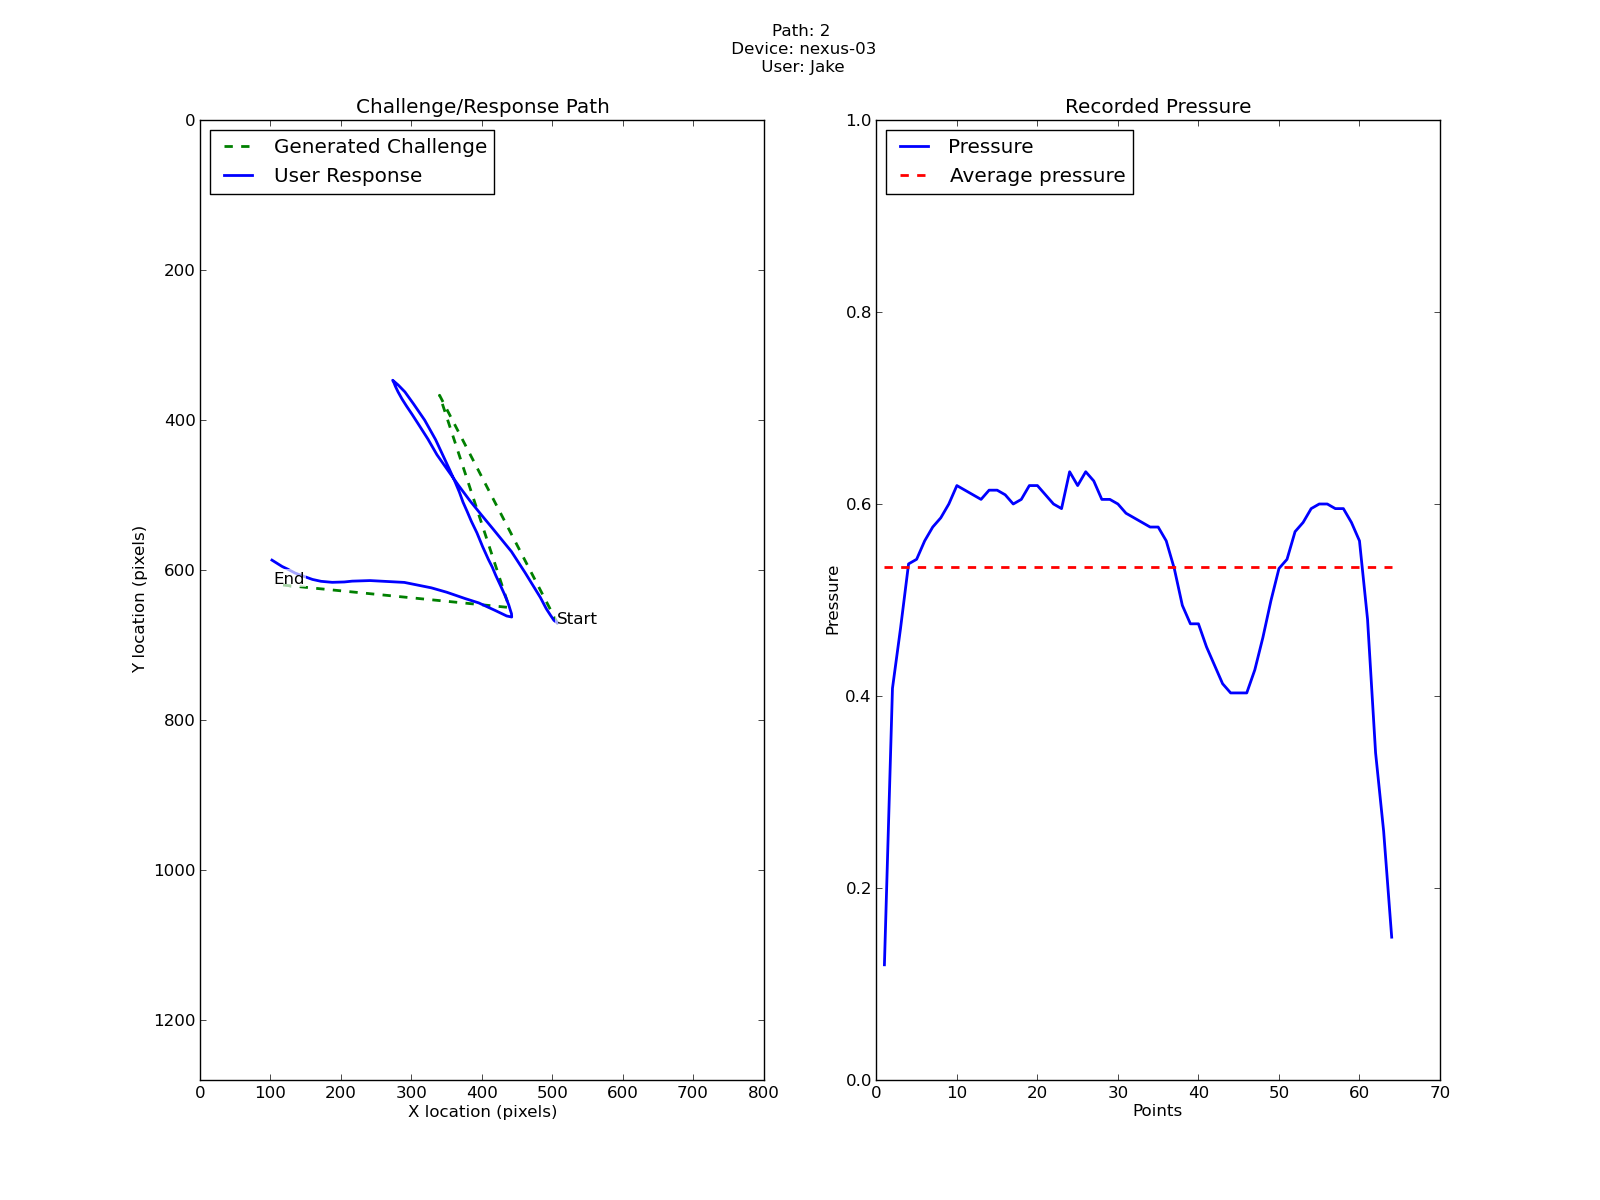 Path: 2
Device: nexus-03
User: Jake
Challenge/Response Path
Generated Challenge
User Response
0
200
400
600
800
1000
1200
Y location (pixels)
End
Start
0 100 200 300 400 500 600 700 800
X location (pixels)
Recorded Pressure
Pressure
Average pressure
1.0
0.8
0.6
0.4
0.2
0.0
Pressure
0 10 20 30 40 50 60 70
Points